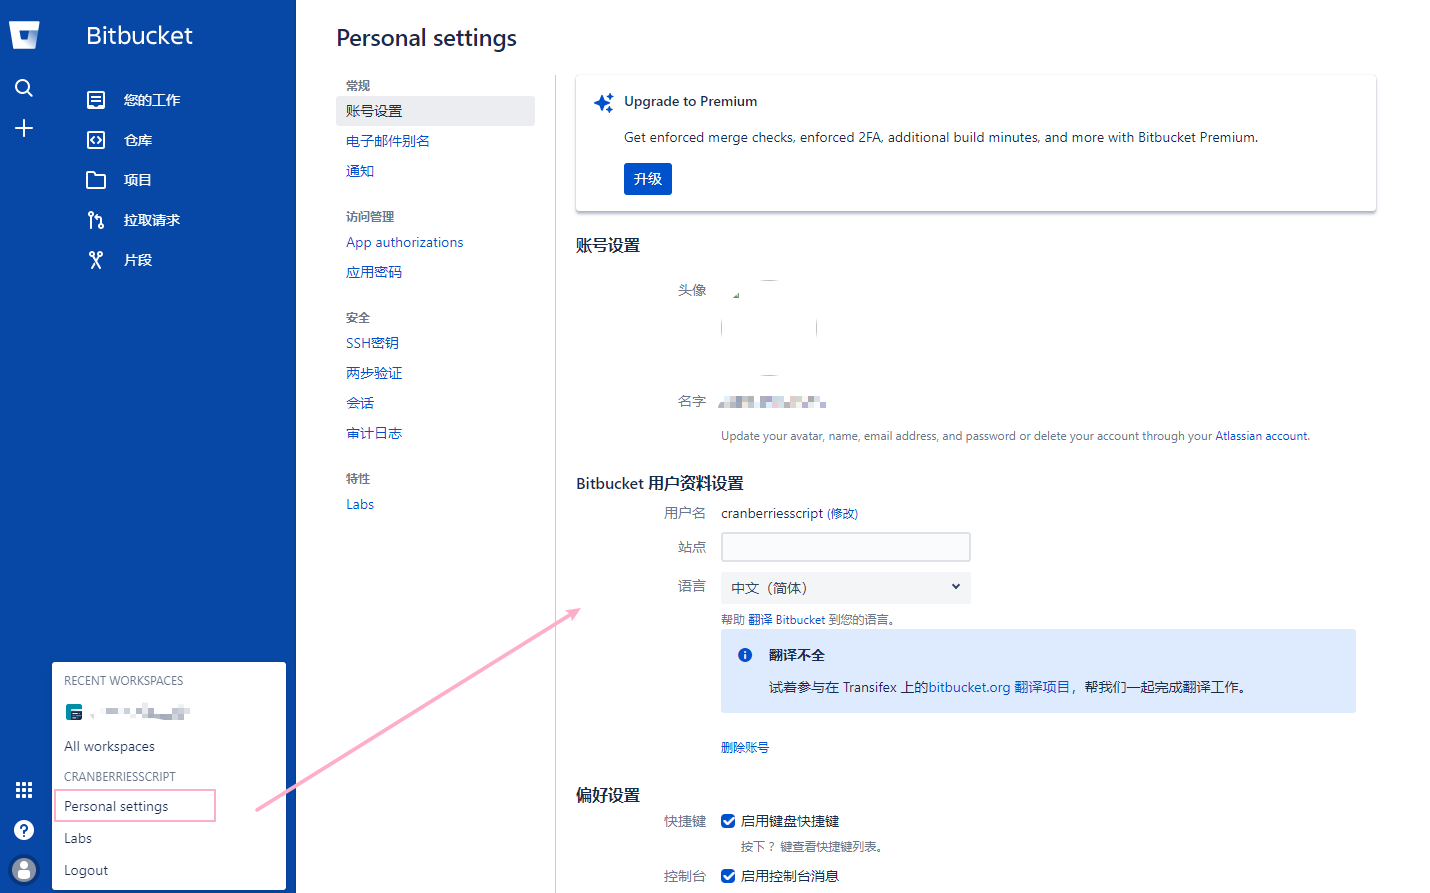 Bitbucket
您的工作
仓库
项目
拉取请求
片段
RECENT WORKSPACES
All workspaces
CRANBERRIESSCRIPT
Personal settings
Labs
Logout
Personal settings
常规
账号设置
电子邮件别名
通知
访问管理
App authorizations
应用密码
安全
SSH密钥
两步验证
会话
审计日志
特性
Labs
Upgrade to Premium
Get enforced merge checks, enforced 2FA, additional build minutes, and more with Bitbucket Premium.
升级
账号设置
头像
名字
Update your avatar, name, email address, and password or delete your account through your Atlassian account.
Bitbucket 用户资料设置
用户名 cranberriesscript (修改)
站点
语言 中文（简体）
帮助 翻译 Bitbucket 到您的语言。
翻译不全
试着参与在 Transifex 上的bitbucket.org 翻译项目，帮我们一起完成翻译工作。
删除账号
偏好设置
快捷键 启用键盘快捷键
按下 ? 键查看快捷键列表。
控制台 启用控制台消息